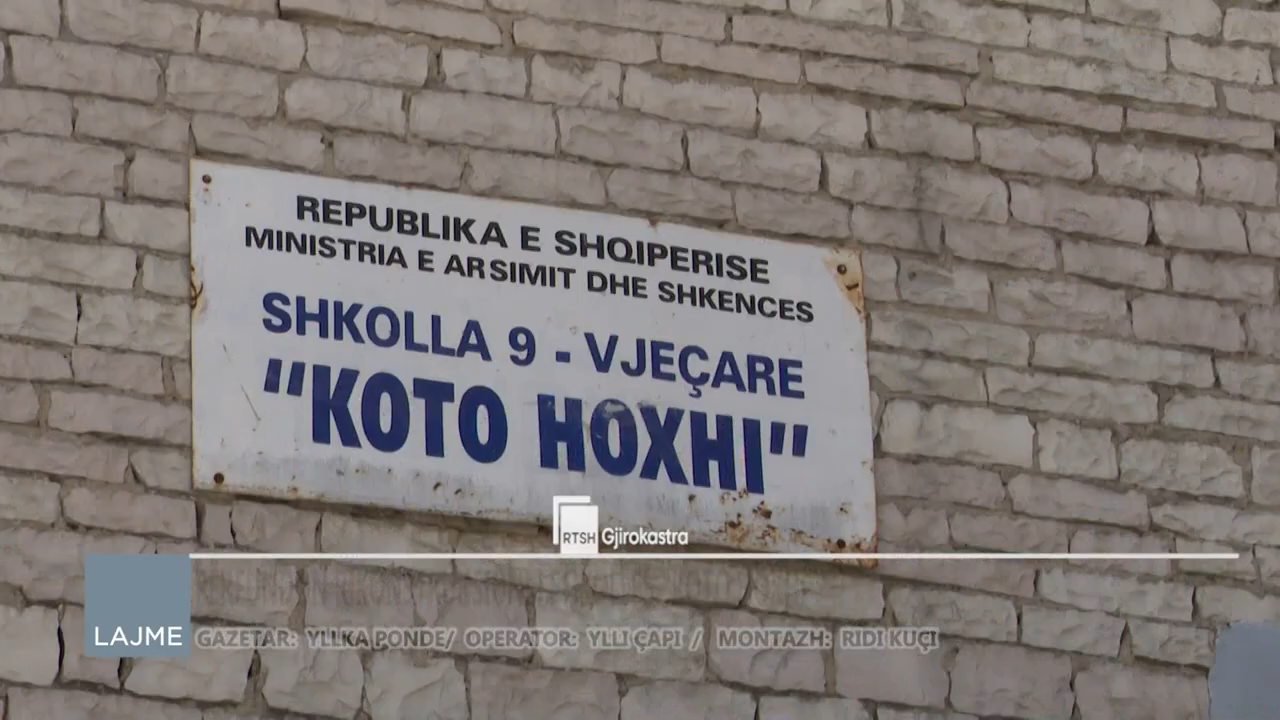 REPUBLIKA E SHQIPERISE
MINISTRIA E ARSIMIT DHE SHKENCES
SHKOLLA 9 - VJEÇARE
"KOTO HOXHI"
RTSH Gjirokastra
LAJME
GAZETAR: YLLKA PONDE/ OPERATOR: YLLI ÇAPI / MONTAZH: RIDI KUÇI